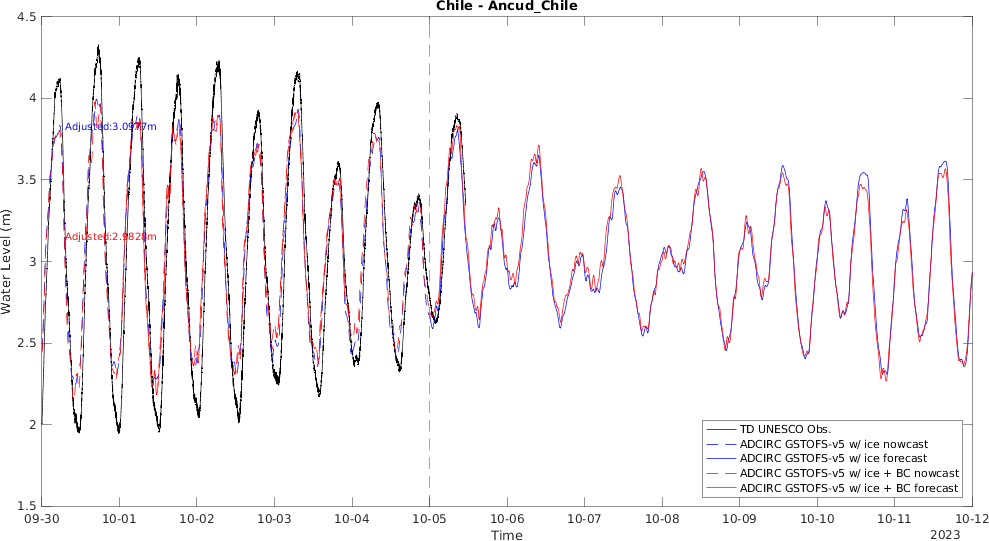 Chile - Ancud_Chile
4.5
4
3.5
3
2.5
2
1.5
Water Level (m)
Adjusted:3.0977m
Adjusted:2.9828m
TD UNESCO Obs.
ADCIRC GSTOFS-v5 w/ ice nowcast
ADCIRC GSTOFS-v5 w/ ice forecast
ADCIRC GSTOFS-v5 w/ ice + BC nowcast
ADCIRC GSTOFS-v5 w/ ice + BC forecast
09-30 10-01 10-02 10-03 10-04 10-05 10-06 10-07 10-08 10-09 10-10 10-11 10-12
Time
2023